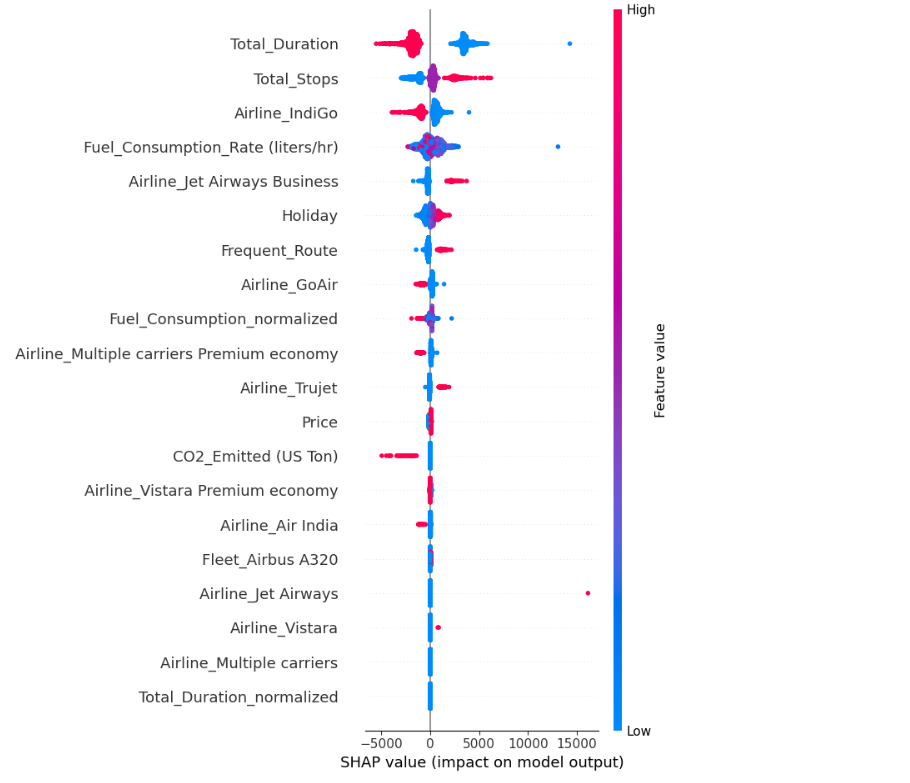 High
Total_Duration
Total_Stops
Airline_IndiGo
Fuel_Consumption_Rate (liters/hr)
Airline_Jet Airways Business
Holiday
Frequent_Route
Airline_GoAir
Fuel_Consumption_normalized
Airline_Multiple carriers Premium economy
Airline_Trujet
Price
CO2_Emitted (US Ton)
Airline_Vistara Premium economy
Airline_Air India
Fleet_Airbus A320
Airline_Jet Airways
Airline_Vistara
Airline_Multiple carriers
Total_Duration_normalized
Feature value
Low
−5000 0 5000 10000 15000
SHAP value (impact on model output)